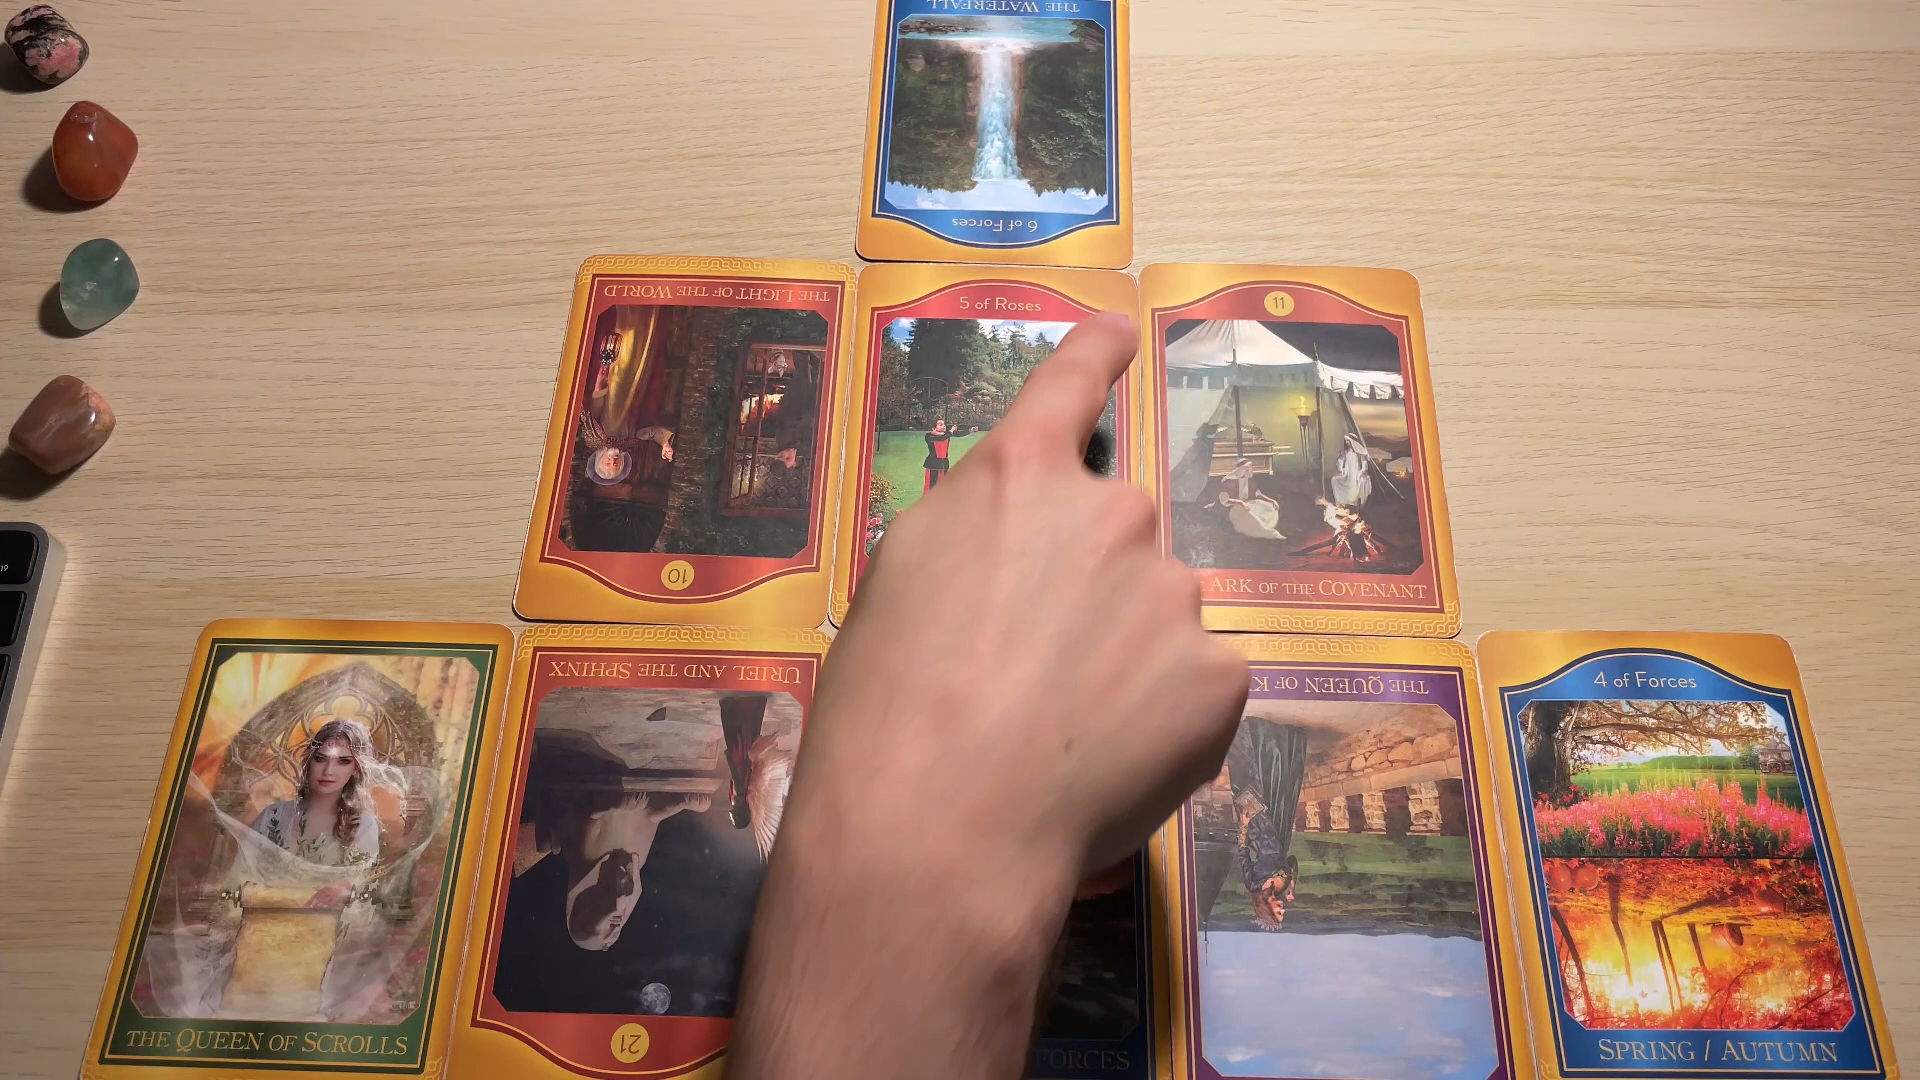 THE WATERFALL
6 of Forces
THE LIGHT OF THE WORLD
10
5 of Roses
11
ARK OF THE COVENANT
THE QUEEN OF SCROLLS
URIEL AND THE SPHINX
21
FORCES
THE QUEEN OF
4 of Forces
SPRING / AUTUMN
19